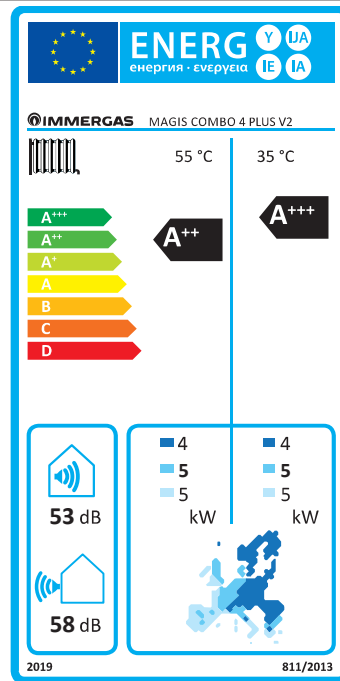 ENERG Y IJA
енергия · ενεργεια IE IA
IMMERGAS MAGIS COMBO 4 PLUS V2
55 °C 35 °C
A+++ A+++
A++ A++
A+
A
B
C
D
4 4
5 5
5 5
53 dB kW kW
58 dB
2019 811/2013